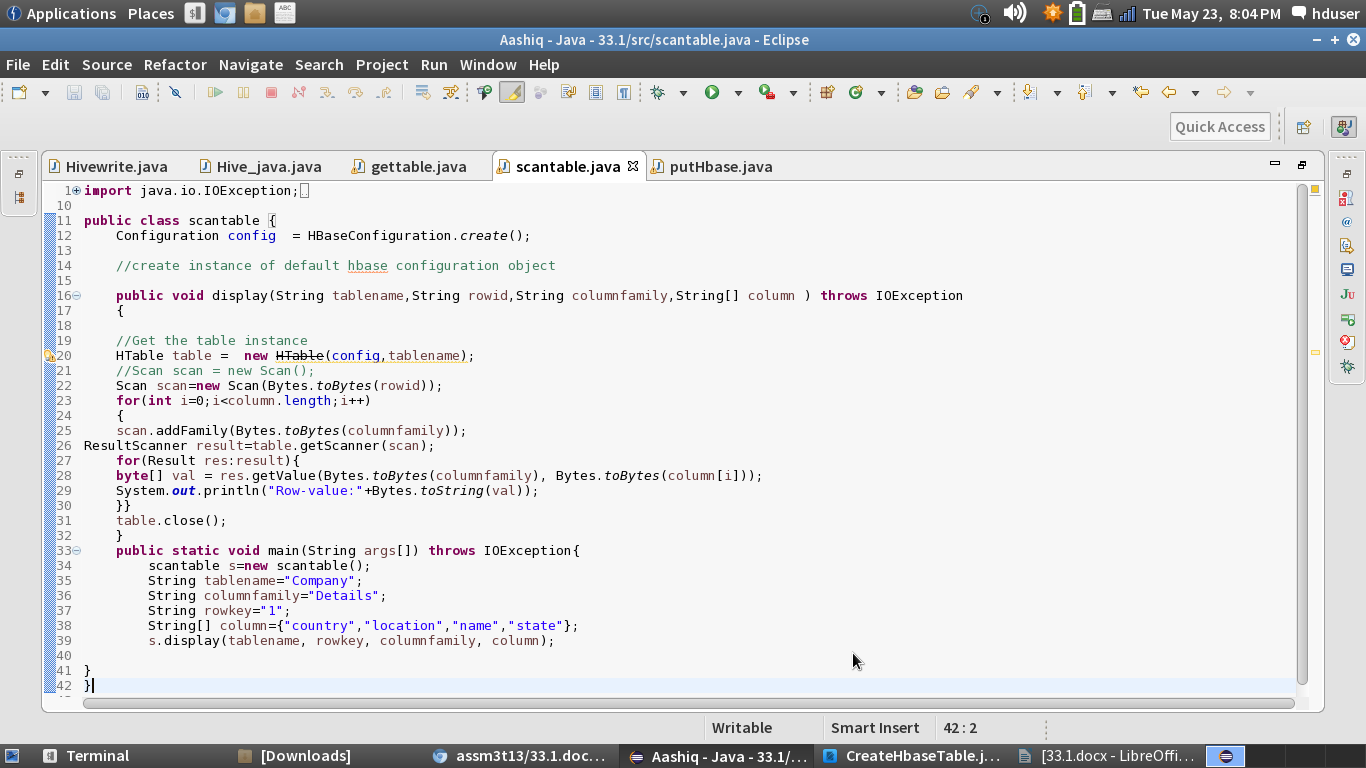 Applications Places Tue May 23, 8:04 PM hduser
Aashiq - Java - 33.1/src/scantable.java - Eclipse
File Edit Source Refactor Navigate Search Project Run Window Help
Quick Access
Hivewrite.java Hive_java.java gettable.java scantable.java putHbase.java
1 import java.io.IOException;
10
11 public class scantable {
12     Configuration config  = HBaseConfiguration.create();
13
14     //create instance of default hbase configuration object
15
16     public void display(String tablename,String rowid,String columnfamily,String[] column ) throws IOException
17     {
18
19     //Get the table instance
20     HTable table =  new HTable(config,tablename);
21     //Scan scan = new Scan();
22     Scan scan=new Scan(Bytes.toBytes(rowid));
23     for(int i=0;i<column.length;i++)
24     {
25     scan.addFamily(Bytes.toBytes(columnfamily));
26 ResultScanner result=table.getScanner(scan);
27     for(Result res:result){
28     byte[] val = res.getValue(Bytes.toBytes(columnfamily), Bytes.toBytes(column[i]));
29     System.out.println("Row-value:"+Bytes.toString(val));
30     }}
31     table.close();
32     }
33     public static void main(String args[]) throws IOException{
34         scantable s=new scantable();
35         String tablename="Company";
36         String columnfamily="Details";
37         String rowkey="1";
38         String[] column={"country","location","name","state"};
39         s.display(tablename, rowkey, columnfamily, column);
40
41 }
42 }
Writable Smart Insert 42 : 2
Terminal [Downloads] assm3t13/33.1.doc... Aashiq - Java - 33.1/... CreateHbaseTable.j... [33.1.docx - LibreOffi...